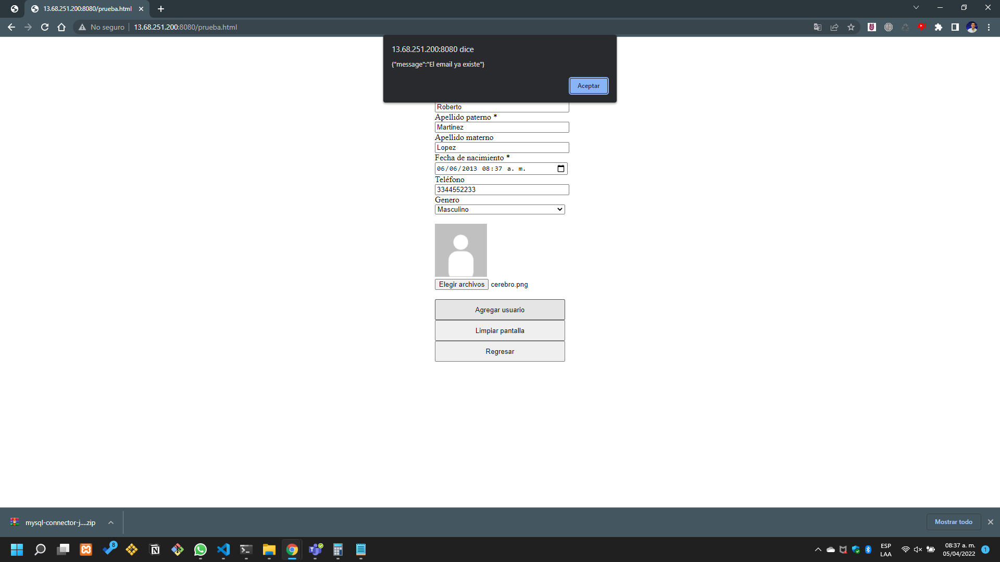 13.68.251.200:8080/prueba.html
No seguro 13.68.251.200:8080/prueba.html
13.68.251.200:8080 dice
{"message":"El email ya existe"}
Aceptar
Roberto
Apellido paterno *
Martinez
Apellido materno
Lopez
Fecha de nacimiento *
06/06/2013 08:37 a. m.
Teléfono
3344552233
Genero
Masculino
Elegir archivos cerebro.png
Agregar usuario
Limpiar pantalla
Regresar
mysql-connector-j....zip
Mostrar todo
8
ESP
LAA
08:37 a. m.
05/04/2022
1